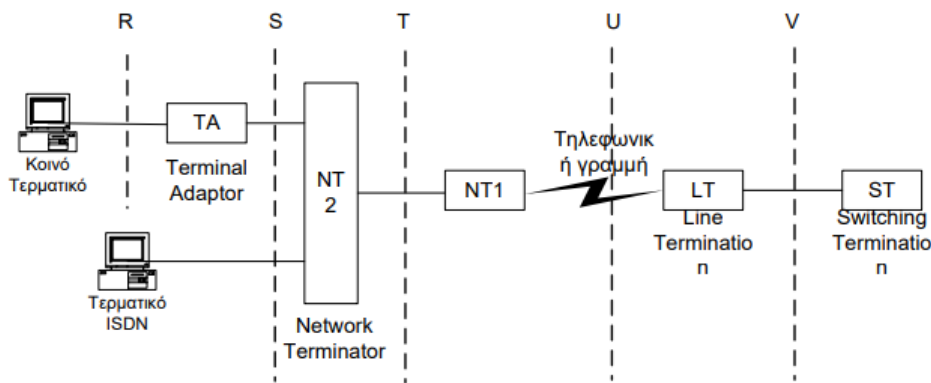 R S T U V
Κοινό
Τερματικό
TA
Terminal
Adaptor
Τερματικό
ISDN
NT
2
Network
Terminator
NT1
Τηλεφωνικ
ή γραμμή
LT
Line
Terminatio
n
ST
Switching
Terminatio
n